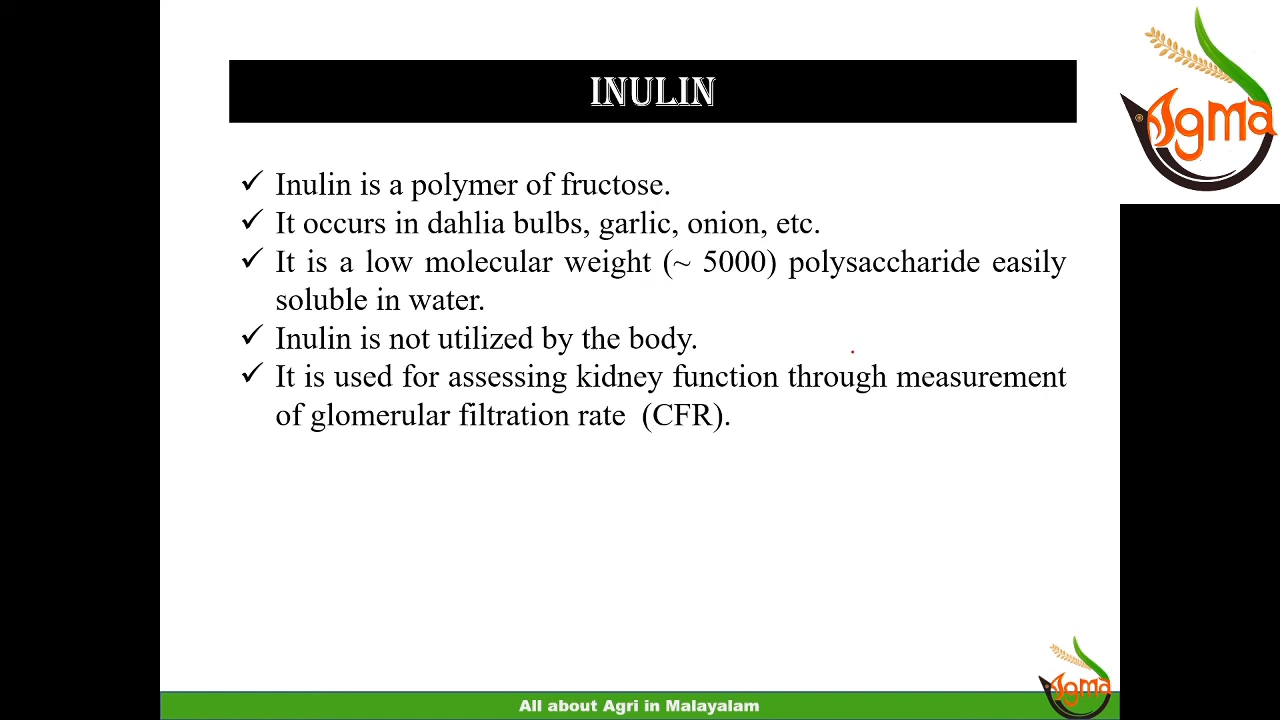 INULIN
Agma
✓ Inulin is a polymer of fructose.
✓ It occurs in dahlia bulbs, garlic, onion, etc.
✓ It is a low molecular weight (~ 5000) polysaccharide easily
soluble in water.
✓ Inulin is not utilized by the body.
✓ It is used for assessing kidney function through measurement
of glomerular filtration rate (CFR).
Agma
All about Agri in Malayalam